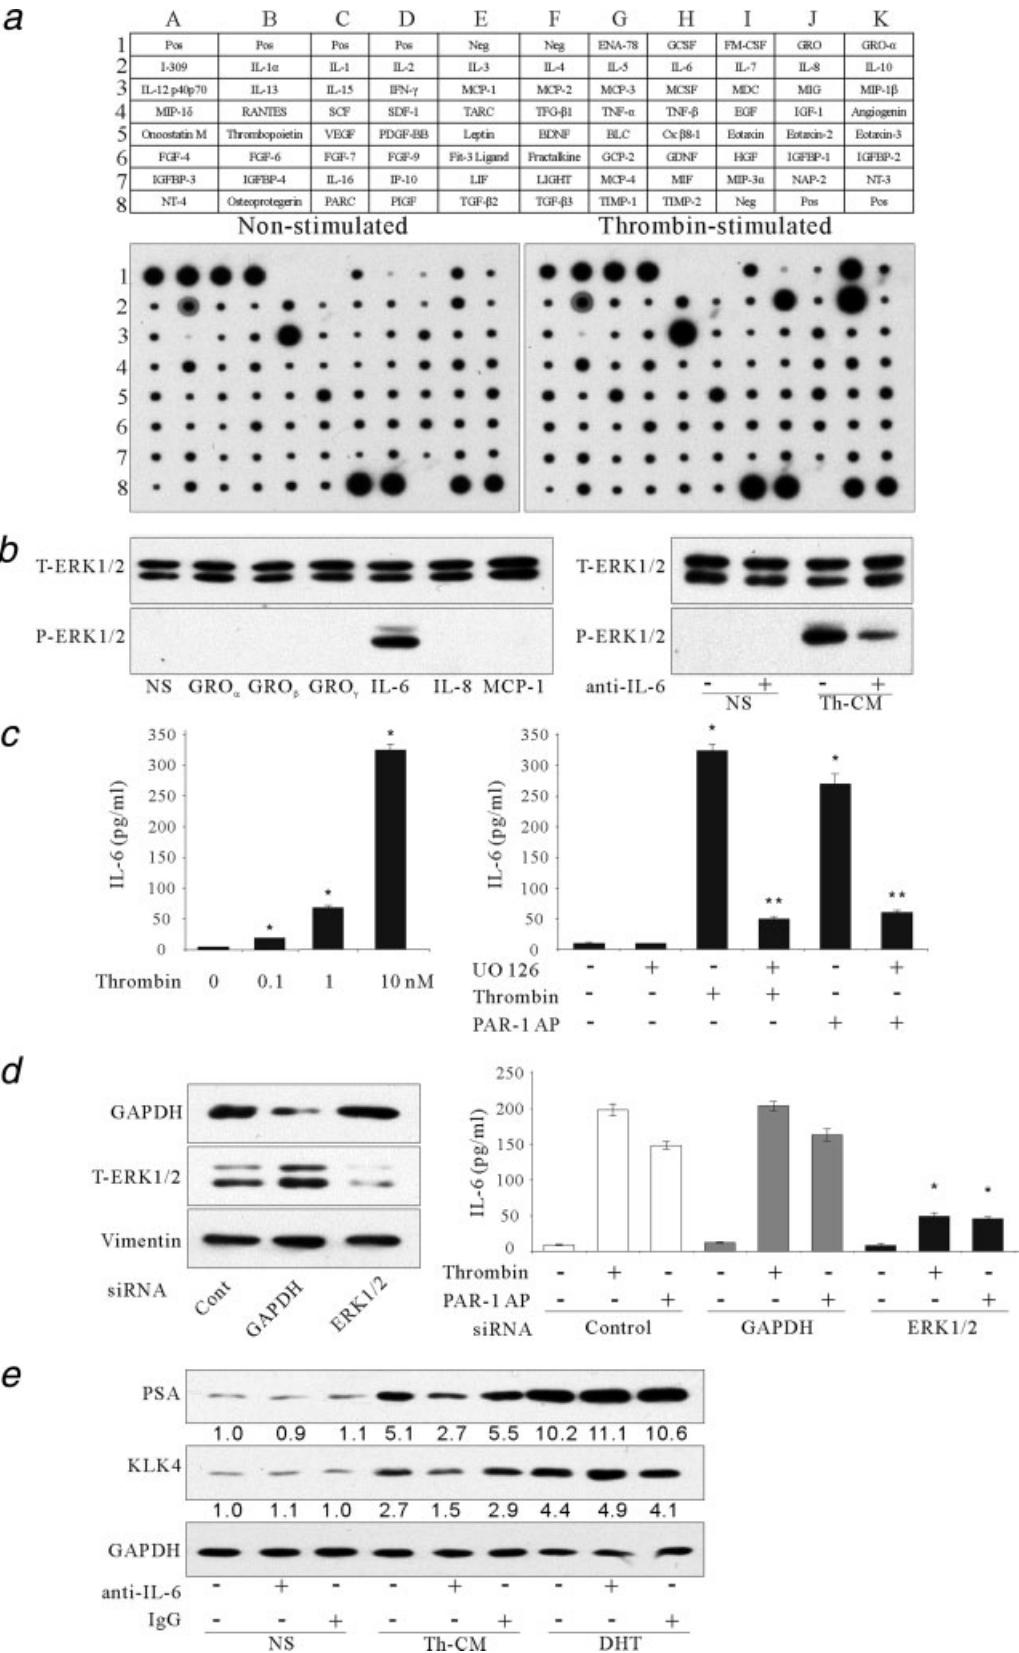 a
A B C D E F G H I J K
1 Pos Pos Pos Pos Neg Neg ENA-78 GCSF FM-CSF GRO GRO-α
2 I-309 IL-1α IL-1 IL-2 IL-3 IL-4 IL-5 IL-6 IL-7 IL-8 IL-10
3 IL-12 p40p70 IL-13 IL-15 IFN-γ MCP-1 MCP-2 MCP-3 MCSF MDC MIG MIP-1β
4 MIP-1δ RANTES SCF SDF-1 TARC TFG-β1 TNF-α TNF-β EGF IGF-1 Angiogenin
5 Onoostatin M Thrombopoietin VEGF PDGF-BB Leptin BDNF BLC Ckβ8-1 Eotaxin Eotaxin-2 Eotaxin-3
6 FGF-4 FGF-6 FGF-7 FGF-9 Fit-3 Ligand Fractalkine GCP-2 GDNF HGF IGFBP-1 IGFBP-2
7 IGFBP-3 IGFBP-4 IL-16 IP-10 LIF LIGHT MCP-4 MIF MIP-3α NAP-2 NT-3
8 NT-4 Osteoprotegerin PARC PIGF TGF-β2 TGF-β3 TIMP-1 TIMP-2 Neg Pos Pos
Non-stimulated Thrombin-stimulated
1
2
3
4
5
6
7
8
b
T-ERK1/2 T-ERK1/2
P-ERK1/2 P-ERK1/2
NS GROα GROβ GROγ IL-6 IL-8 MCP-1 anti-IL-6 - + - +
NS Th-CM
c
350 300 250 200 150 100 50 0
IL-6 (pg/ml)
* * *
Thrombin 0 0.1 1 10 nM
350 300 250 200 150 100 50 0
IL-6 (pg/ml)
* ** * **
UO 126 - + - + - +
Thrombin - - + + - -
PAR-1 AP - - - - + +
d
GAPDH
T-ERK1/2
Vimentin
siRNA Cont GAPDH ERK1/2
250 200 150 100 50 0
IL-6 (pg/ml)
* *
Thrombin - + - - + - - + -
PAR-1 AP - - + - - + - - +
siRNA Control GAPDH ERK1/2
e
PSA
1.0 0.9 1.1 5.1 2.7 5.5 10.2 11.1 10.6
KLK4
1.0 1.1 1.0 2.7 1.5 2.9 4.4 4.9 4.1
GAPDH
anti-IL-6 - + - - + - - + -
IgG - - + - - + - - +
NS Th-CM DHT